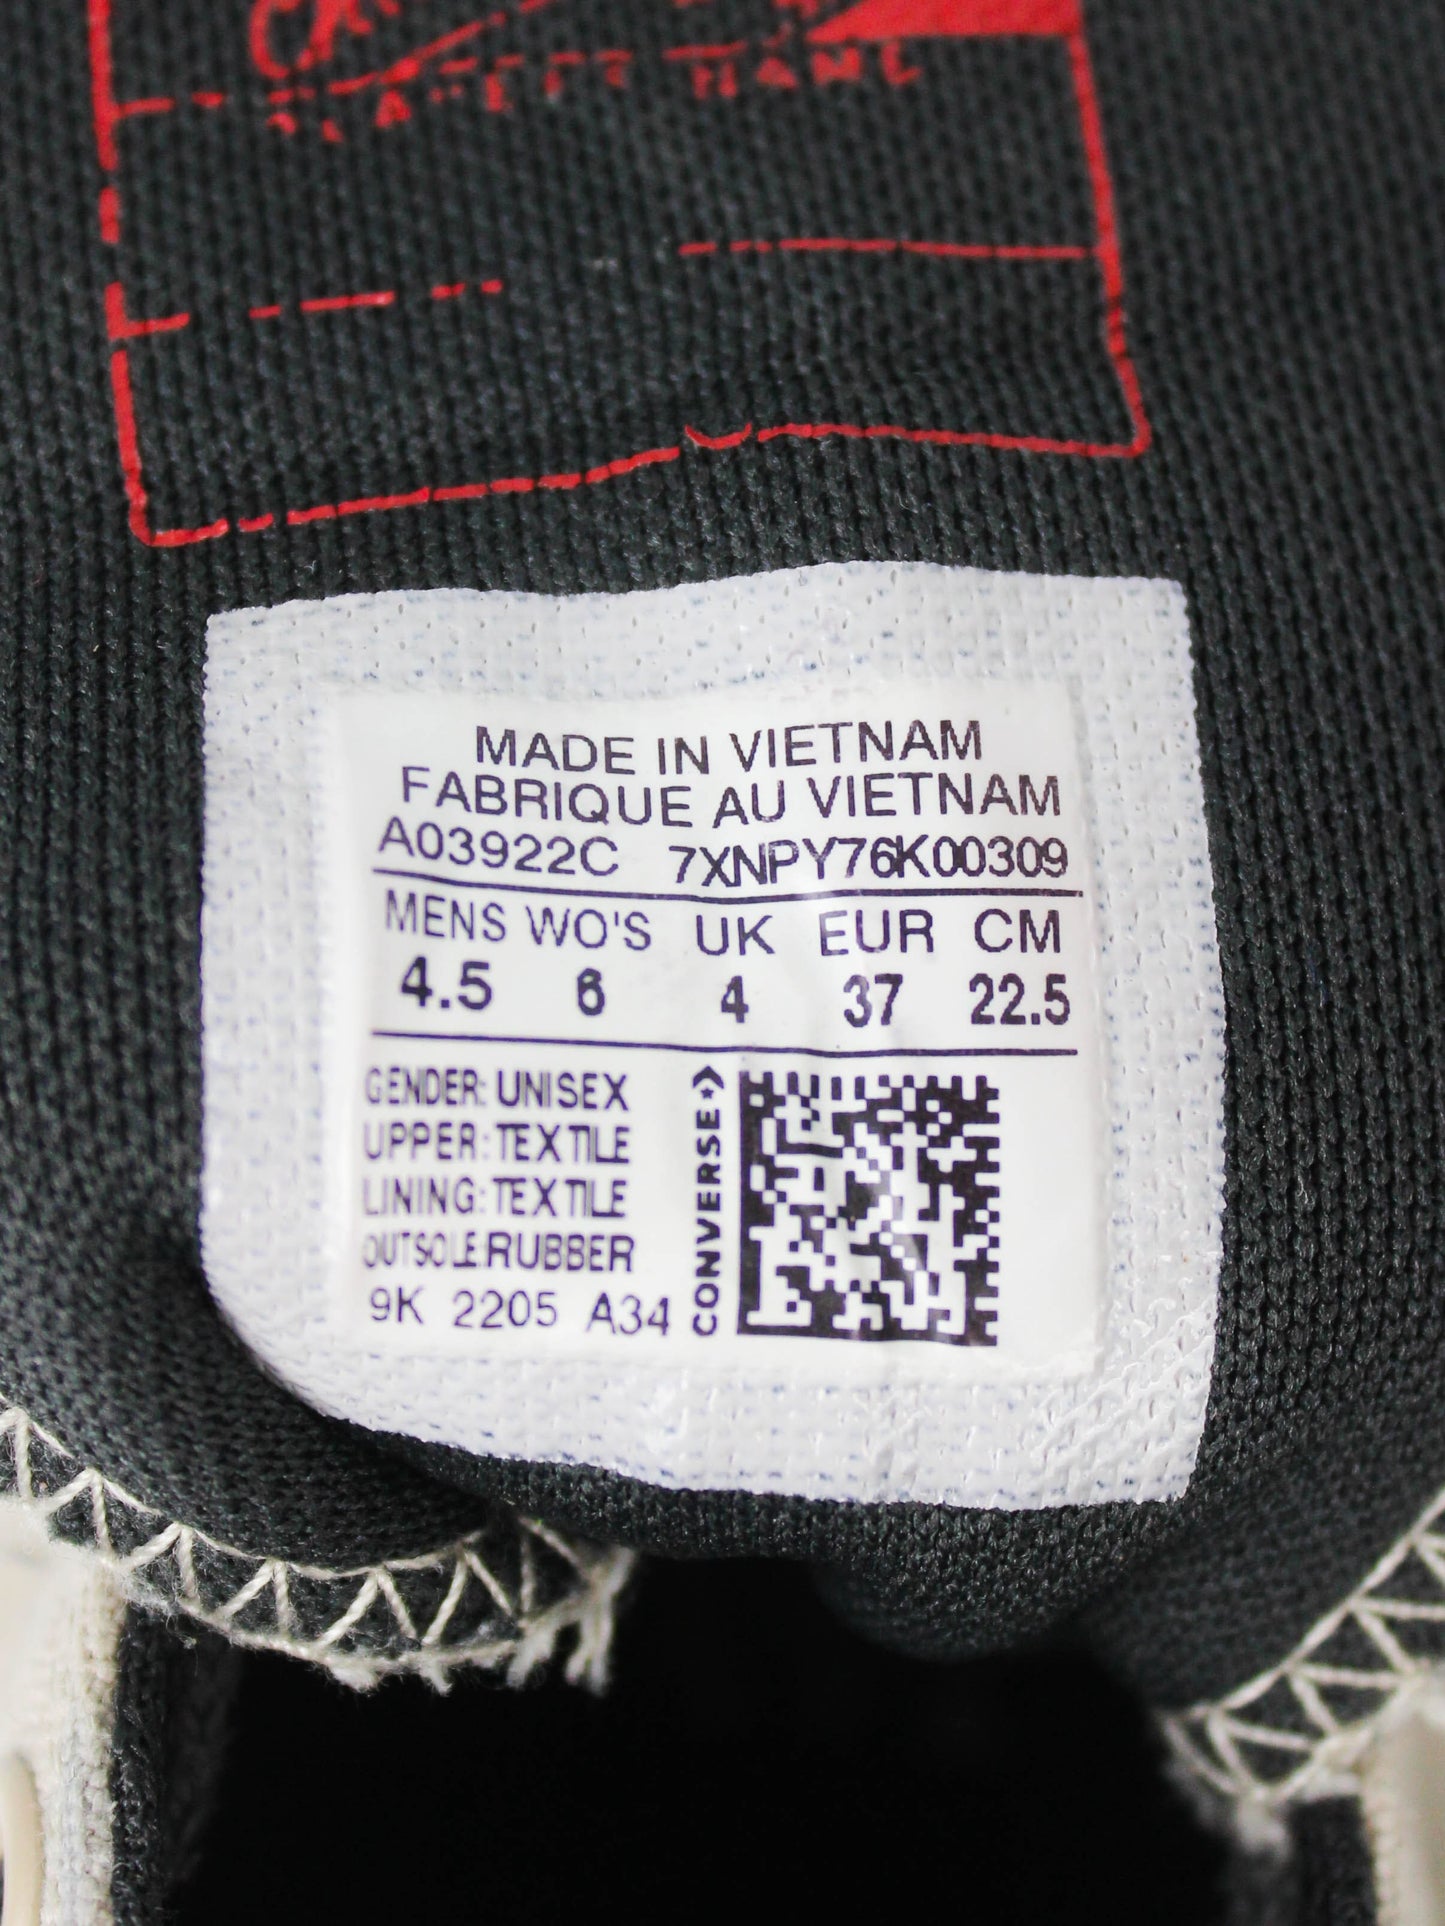 MADE IN VIETNAM
FABRIQUE AU VIETNAM
A03922C 7XNPY76K00309
MENS WO'S UK EUR CM
4.5 6 4 37 22.5
GENDER: UNISEX
UPPER: TEXTILE
LINING: TEXTILE
OUTSOLE: RUBBER
9K 2205 A34
CONVERSE